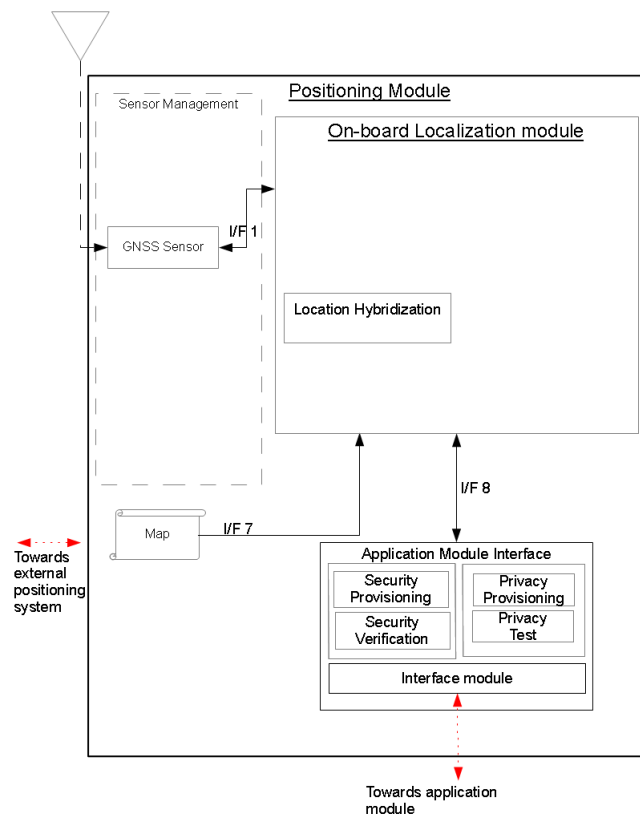 Positioning Module
Sensor Management
On-board Localization module
I/F 1
GNSS Sensor
Location Hybridization
I/F 8
Map
I/F 7
Towards
external
positioning
system
Application Module Interface
Security
Provisioning
Privacy
Provisioning
Security
Verification
Privacy
Test
Interface module
Towards application
module